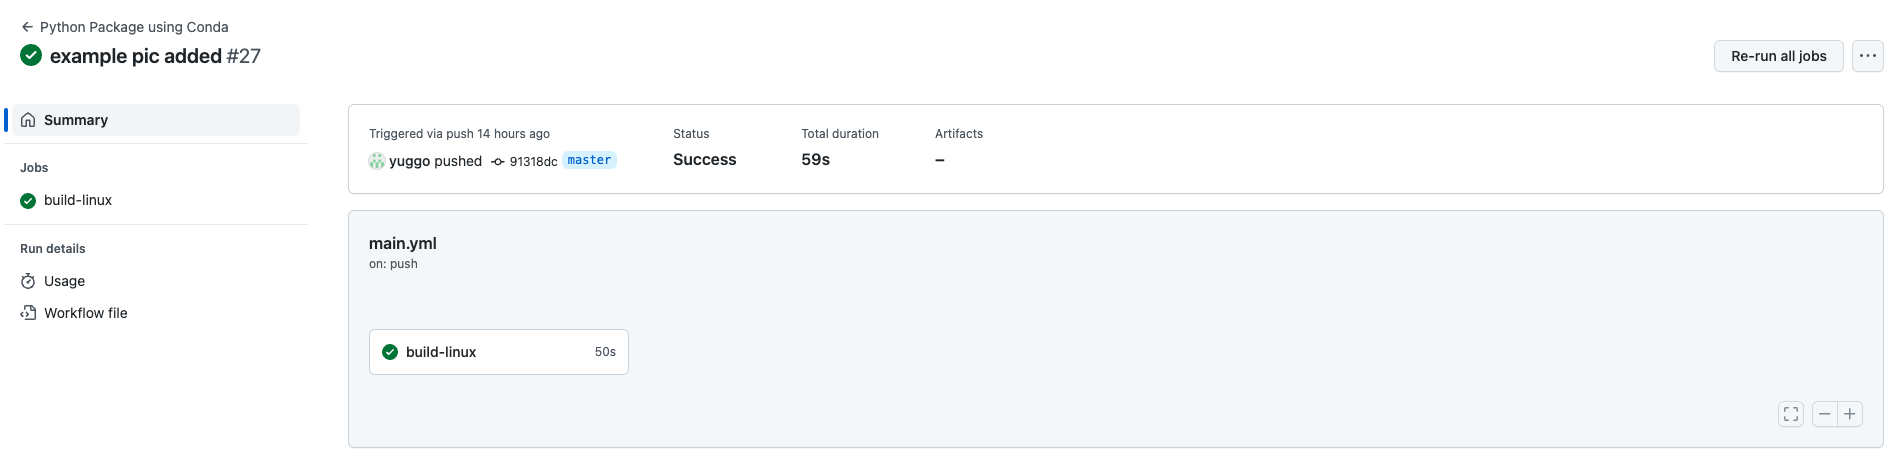 Python Package using Conda
example pic added #27
Re-run all jobs
Summary
Jobs
build-linux
Run details
Usage
Workflow file
Triggered via push 14 hours ago
yuggo pushed 91318dc master
Status
Success
Total duration
59s
Artifacts
–
main.yml
on: push
build-linux 50s